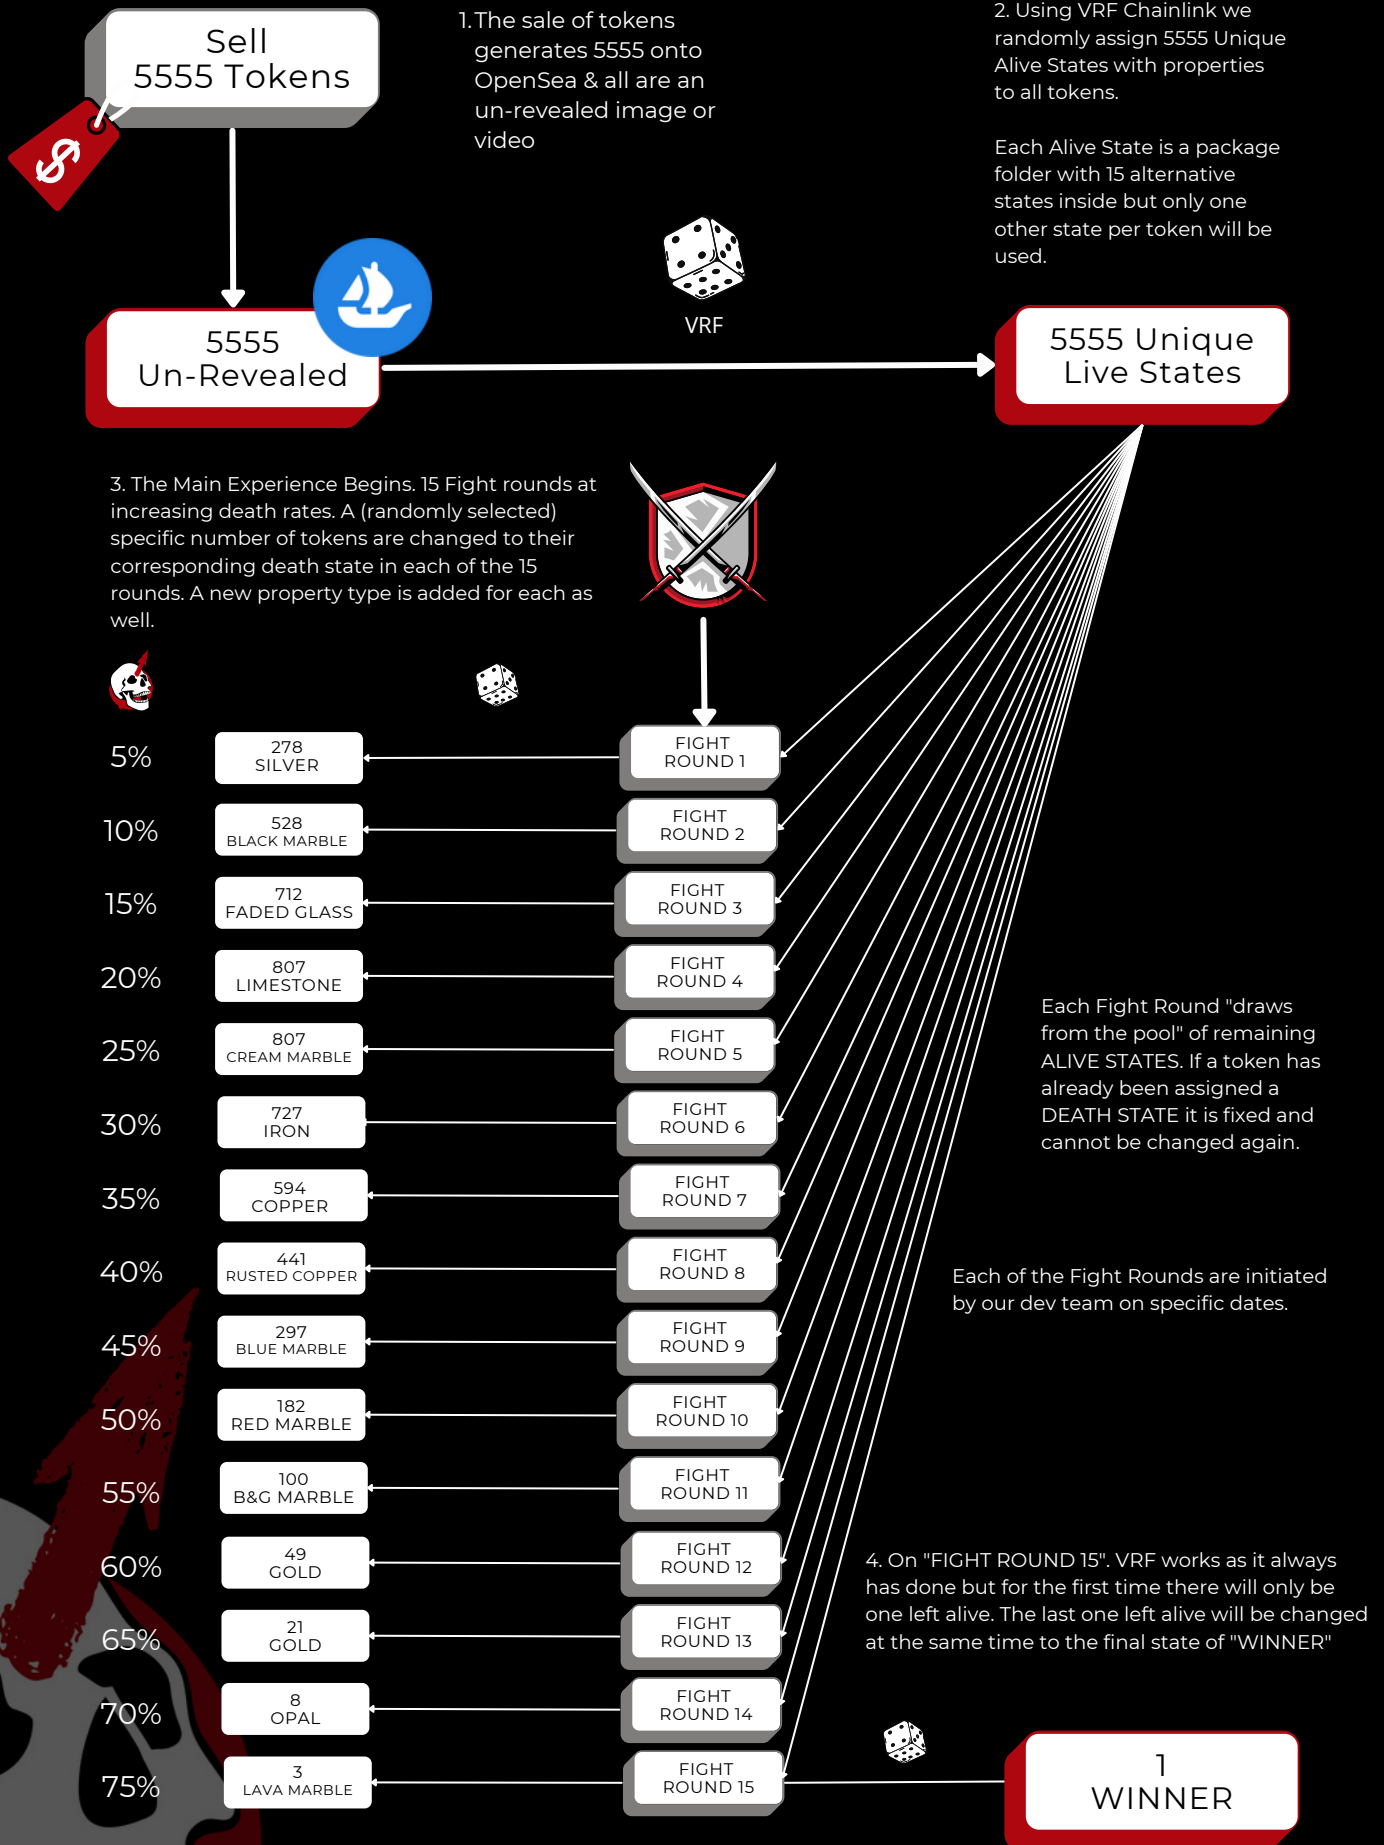 Sell
5555 Tokens
1. The sale of tokens
generates 5555 onto
OpenSea & all are an
un-revealed image or
video
2. Using VRF Chainlink we
randomly assign 5555 Unique
Alive States with properties
to all tokens.
Each Alive State is a package
folder with 15 alternative
states inside but only one
other state per token will be
used.
$
VRF
5555
Un-Revealed
5555 Unique
Live States
3. The Main Experience Begins. 15 Fight rounds at
increasing death rates. A (randomly selected)
specific number of tokens are changed to their
corresponding death state in each of the 15
rounds. A new property type is added for each as
well.
5%
278
SILVER
FIGHT
ROUND 1
10%
528
BLACK MARBLE
FIGHT
ROUND 2
15%
712
FADED GLASS
FIGHT
ROUND 3
20%
807
LIMESTONE
FIGHT
ROUND 4
25%
807
CREAM MARBLE
FIGHT
ROUND 5
30%
727
IRON
FIGHT
ROUND 6
35%
594
COPPER
FIGHT
ROUND 7
40%
441
RUSTED COPPER
FIGHT
ROUND 8
45%
297
BLUE MARBLE
FIGHT
ROUND 9
50%
182
RED MARBLE
FIGHT
ROUND 10
55%
100
B&G MARBLE
FIGHT
ROUND 11
60%
49
GOLD
FIGHT
ROUND 12
65%
21
GOLD
FIGHT
ROUND 13
70%
8
OPAL
FIGHT
ROUND 14
75%
3
LAVA MARBLE
FIGHT
ROUND 15
Each Fight Round "draws
from the pool" of remaining
ALIVE STATES. If a token has
already been assigned a
DEATH STATE it is fixed and
cannot be changed again.
Each of the Fight Rounds are initiated
by our dev team on specific dates.
4. On "FIGHT ROUND 15". VRF works as it always
has done but for the first time there will only be
one left alive. The last one left alive will be changed
at the same time to the final state of "WINNER"
1
WINNER